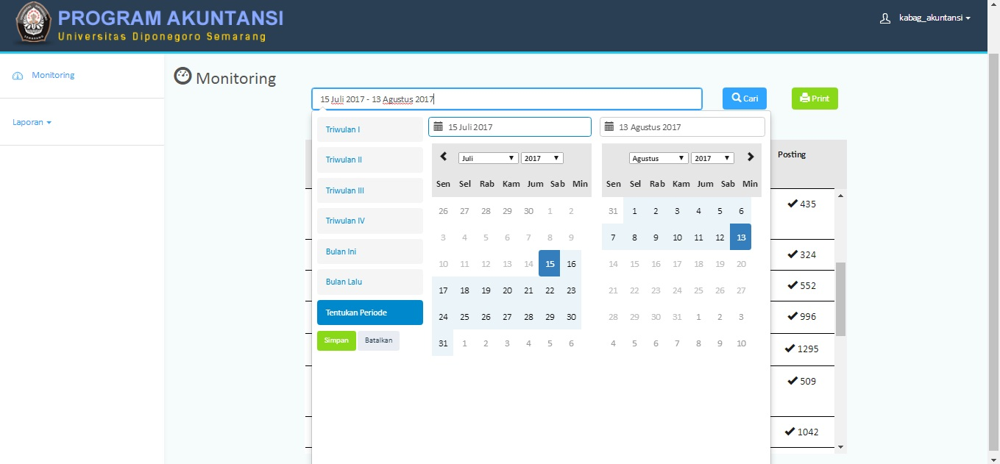 PROGRAM AKUNTANSI
Universitas Diponegoro Semarang
kabag_akuntansi
Monitoring
Laporan
Monitoring
15 Juli 2017 - 13 Agustus 2017
Cari
Print
Triwulan I
Triwulan II
Triwulan III
Triwulan IV
Bulan Ini
Bulan Lalu
Tentukan Periode
Simpan Batalkan
15 Juli 2017
Juli 2017
Sen Sel Rab Kam Jum Sab Min
26 27 28 29 30 1 2
3 4 5 6 7 8 9
10 11 12 13 14 15 16
17 18 19 20 21 22 23
24 25 26 27 28 29 30
31 1 2 3 4 5 6
13 Agustus 2017
Agustus 2017
Sen Sel Rab Kam Jum Sab Min
31 1 2 3 4 5 6
7 8 9 10 11 12 13
14 15 16 17 18 19 20
21 22 23 24 25 26 27
28 29 30 31 1 2 3
4 5 6 7 8 9 10
Posting
435
324
552
996
1295
509
1042